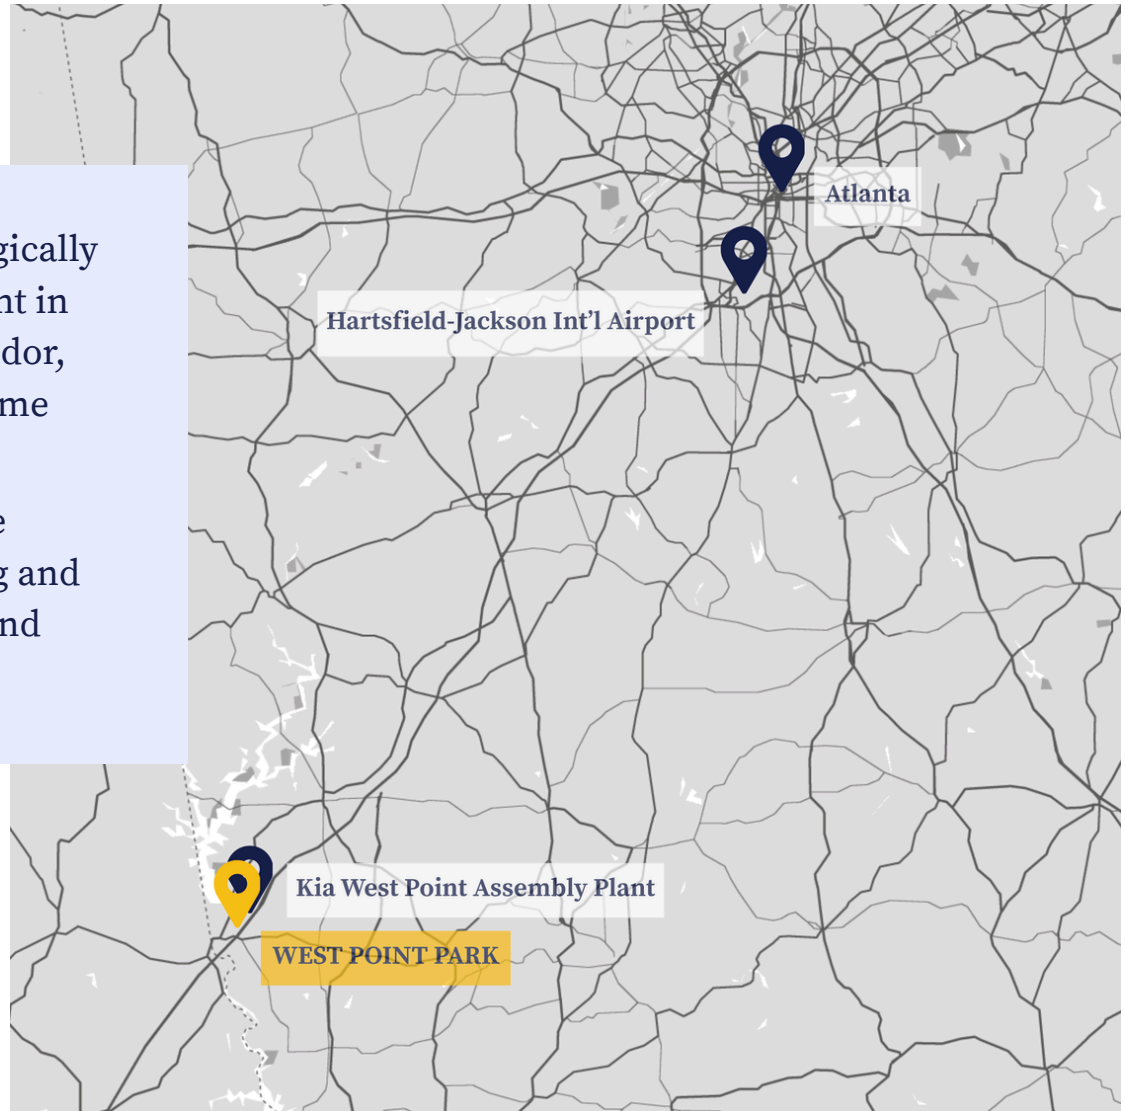 gically
nt in
dor,
me
e
g and
nd
Atlanta
Hartsfield-Jackson Int’l Airport
Kia West Point Assembly Plant
WEST POINT PARK